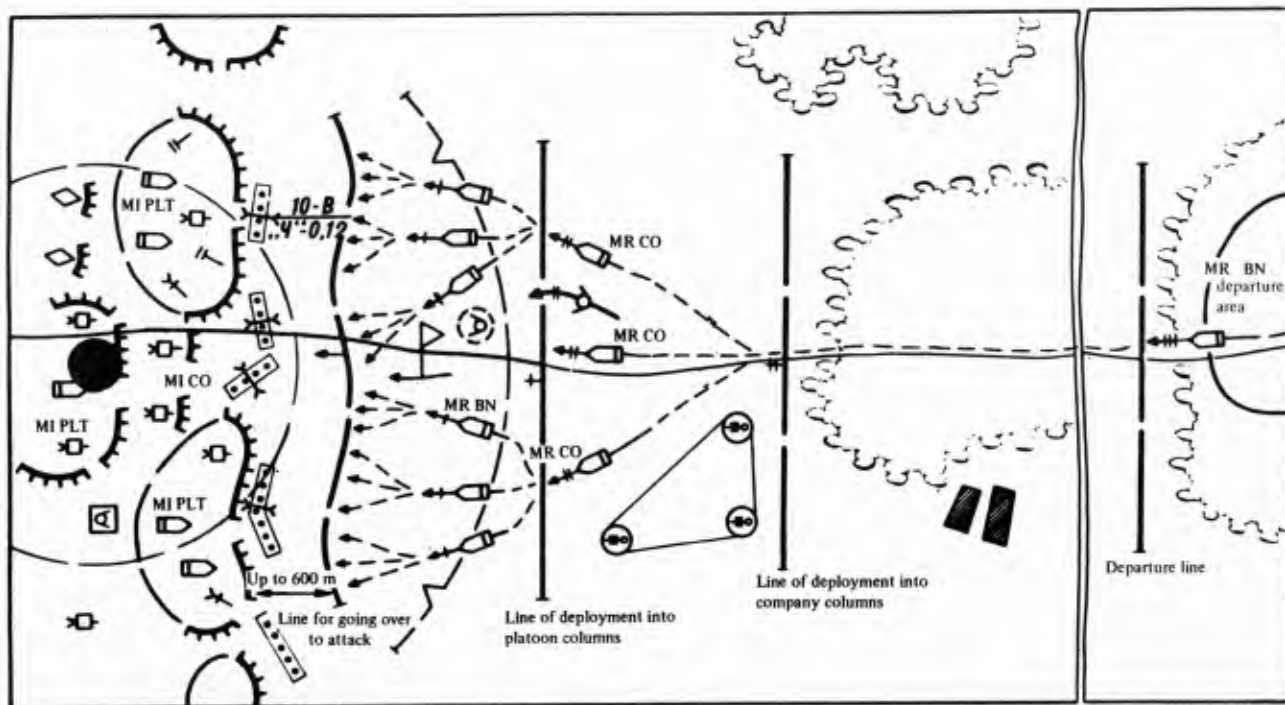 MI PLT
10-B
„Ч"-0,12
MR CO
MR BN
departure
area
MR CO
MI CO
MI PLT
MR BN
MR CO
MI PLT
Up to 600 m
Line for going over
to attack
Line of deployment into
platoon columns
Line of deployment into
company columns
Departure line